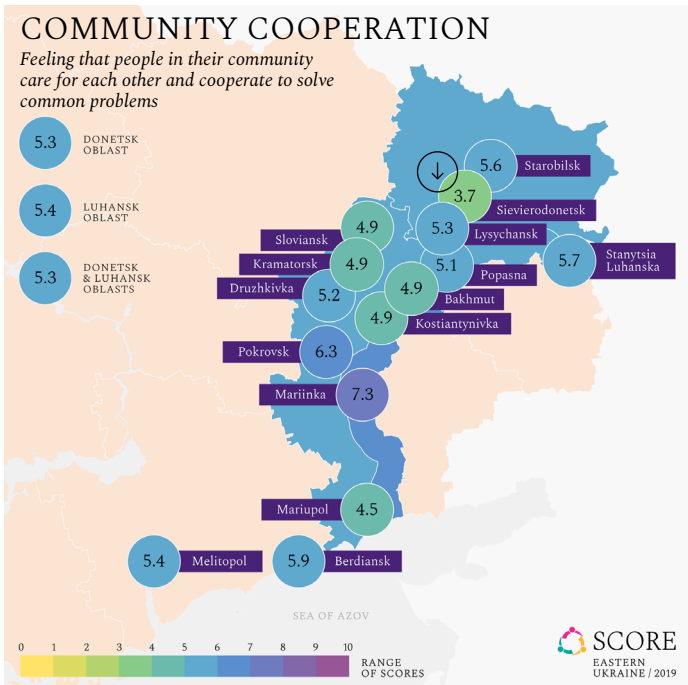 COMMUNITY COOPERATION
Feeling that people in their community
care for each other and cooperate to solve
common problems
5.3
DONETSK
OBLAST
5.4
LUHANSK
OBLAST
5.3
DONETSK
& LUHANSK
OBLASTS
5.6
Starobilsk
3.7
Sievierodonetsk
4.9
Sloviansk
5.3
Lysychansk
4.9
Kramatorsk
5.1
Popasna
5.7
Stanytsia
Luhanska
5.2
Druzhkivka
4.9
Bakhmut
4.9
Kostiantynivka
6.3
Pokrovsk
7.3
Mariinka
4.5
Mariupol
5.4
Melitopol
5.9
Berdiansk
SEA OF AZOV
0 1 2 3 4 5 6 7 8 9 10
RANGE
OF SCORES
SCORE
EASTERN
UKRAINE / 2019